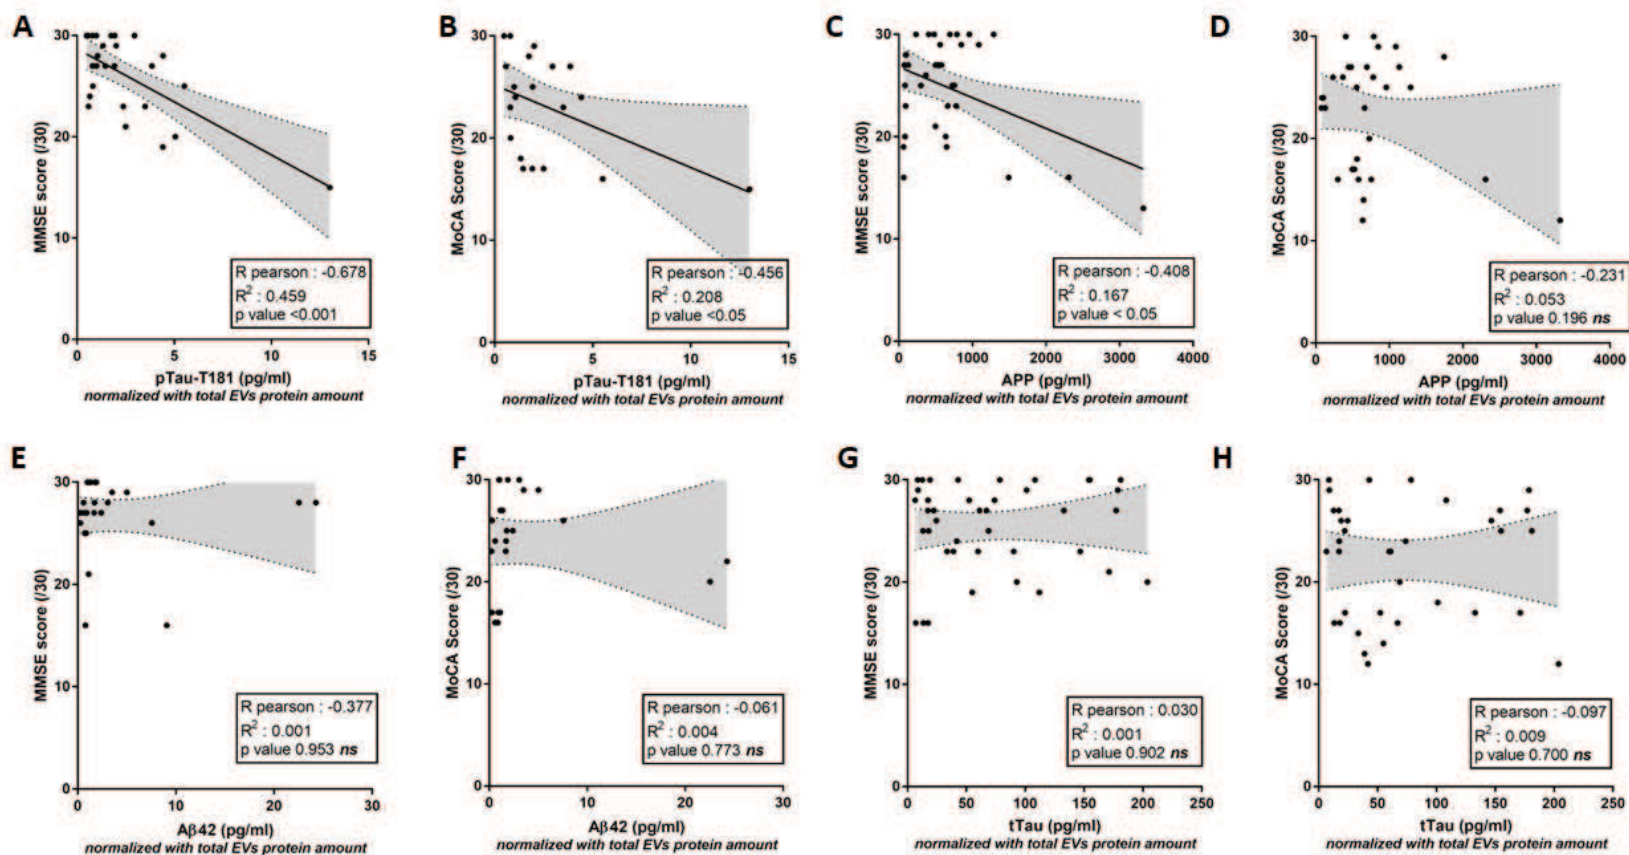 A
MMSE score (/30)
30
20
10
0
0 5 10 15
R pearson : -0.678
R² : 0.459
p value <0.001
pTau-T181 (pg/ml)
normalized with total EVs protein amount
B
MoCA Score (/30)
30
20
10
0
0 5 10 15
R pearson : -0.456
R² : 0.208
p value <0.05
pTau-T181 (pg/ml)
normalized with total EVs protein amount
C
MMSE score (/30)
30
20
10
0
0 1000 2000 3000 4000
R pearson : -0.408
R² : 0.167
p value < 0.05
APP (pg/ml)
normalized with total EVs protein amount
D
MoCA Score (/30)
30
20
10
0
0 1000 2000 3000 4000
R pearson : -0.231
R² : 0.053
p value 0.196 ns
APP (pg/ml)
normalized with total EVs protein amount
E
MMSE score (/30)
30
20
10
0
0 10 20 30
R pearson : -0.377
R² : 0.001
p value 0.953 ns
Aβ42 (pg/ml)
normalized with total EVs protein amount
F
MoCA Score (/30)
30
20
10
0
0 10 20 30
R pearson : -0.061
R² : 0.004
p value 0.773 ns
Aβ42 (pg/ml)
normalized with total EVs protein amount
G
MMSE score (/30)
30
20
10
0
0 50 100 150 200 250
R pearson : 0.030
R² : 0.001
p value 0.902 ns
tTau (pg/ml)
normalized with total EVs protein amount
H
MoCA Score (/30)
30
20
10
0
0 50 100 150 200 250
R pearson : -0.097
R² : 0.009
p value 0.700 ns
tTau (pg/ml)
normalized with total EVs protein amount